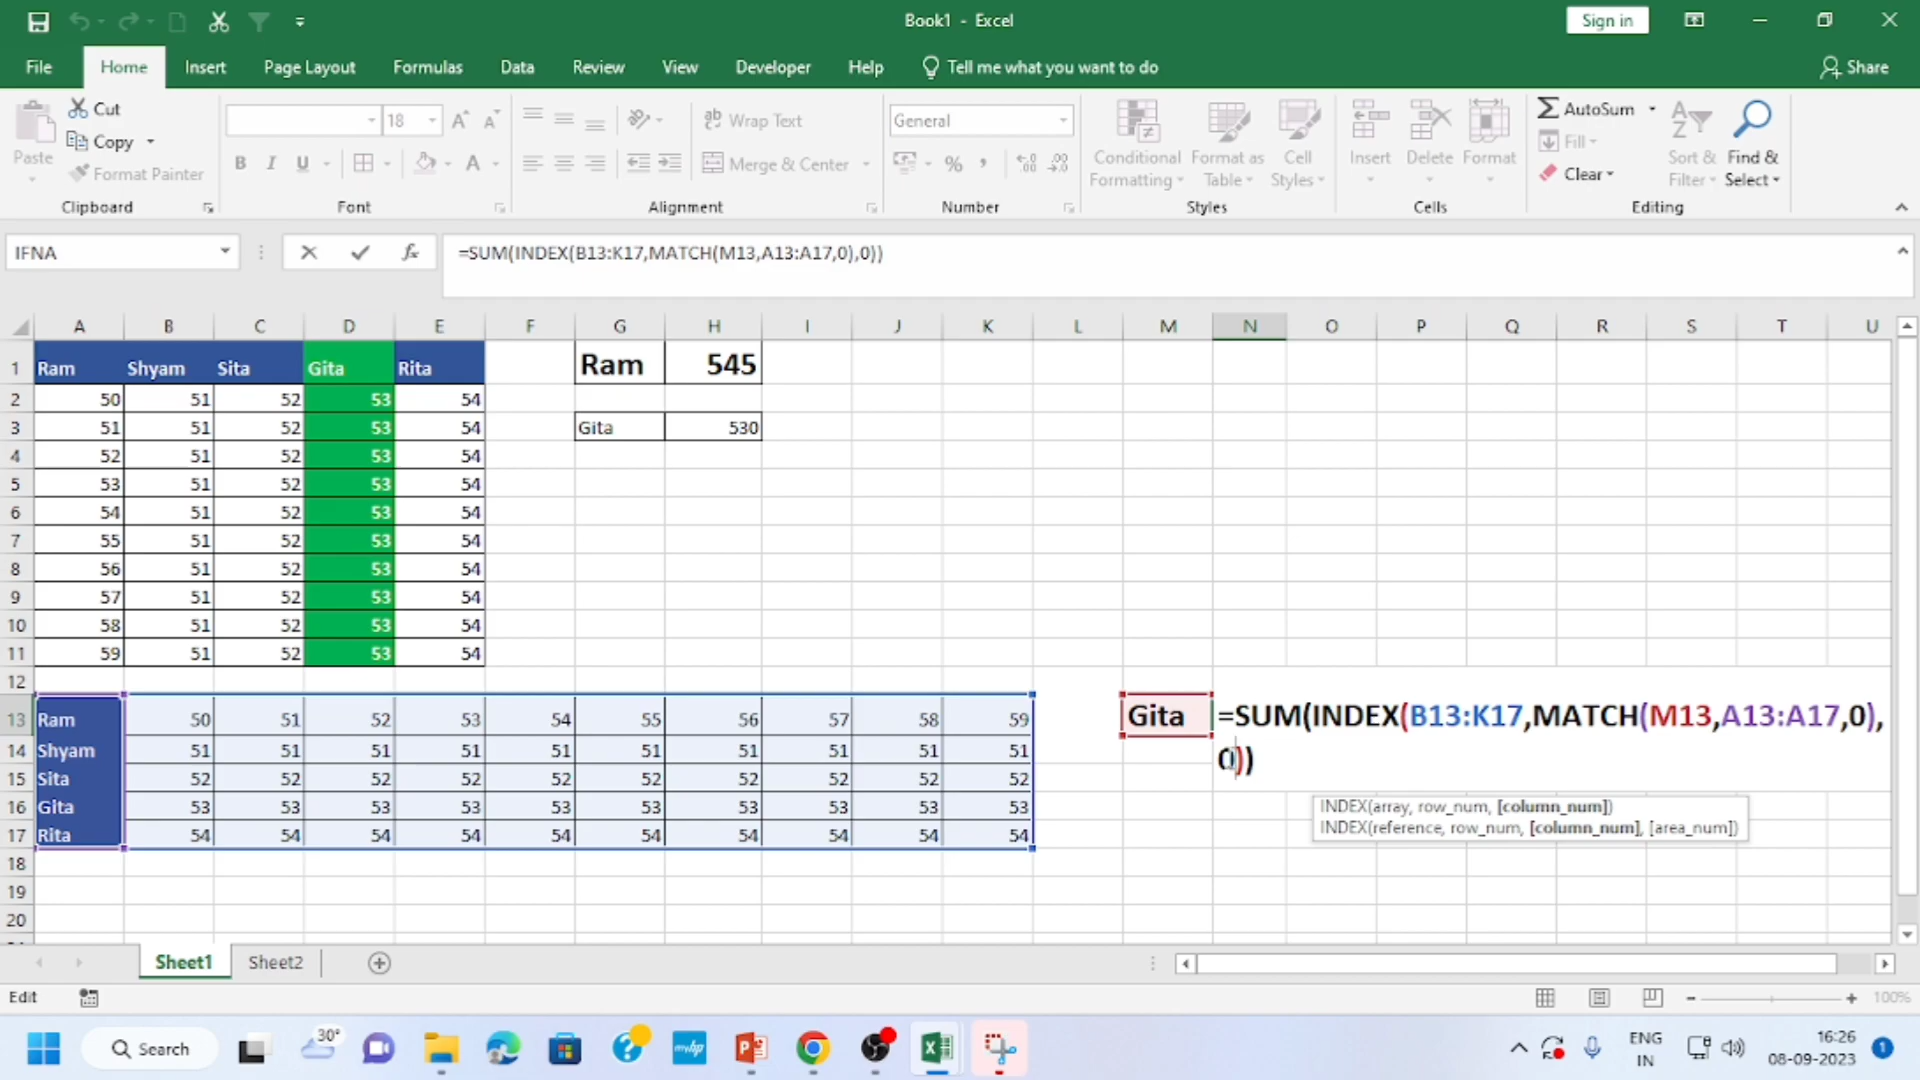 Book1 - Excel
Sign in
File Home Insert Page Layout Formulas Data Review View Developer Help Tell me what you want to do Share
Cut
Copy
Format Painter
Paste
Clipboard
18
B I U A
Font
Wrap Text
Merge & Center
Alignment
General
%
Number
Conditional Formatting
Format as Table
Cell Styles
Styles
Insert
Delete
Format
Cells
AutoSum
Fill
Clear
Sort & Filter
Find & Select
Editing
IFNA fx =SUM(INDEX(B13:K17,MATCH(M13,A13:A17,0),0))
A B C D E F G H I J K L M N O P Q R S T U
1 Ram Shyam Sita Gita Rita Ram 545
2 50 51 52 53 54
3 51 51 52 53 54 Gita 530
4 52 51 52 53 54
5 53 51 52 53 54
6 54 51 52 53 54
7 55 51 52 53 54
8 56 51 52 53 54
9 57 51 52 53 54
10 58 51 52 53 54
11 59 51 52 53 54
12
13 Ram 50 51 52 53 54 55 56 57 58 59 Gita =SUM(INDEX(B13:K17,MATCH(M13,A13:A17,0),
0))
14 Shyam 51 51 51 51 51 51 51 51 51 51
15 Sita 52 52 52 52 52 52 52 52 52 52
16 Gita 53 53 53 53 53 53 53 53 53 53
INDEX(array, row_num, [column_num])
17 Rita 54 54 54 54 54 54 54 54 54 54
INDEX(reference, row_num, [column_num], [area_num])
18
19
20
Sheet1 Sheet2
Edit
100%
Search
30°
myhp
ENG
IN
16:26
08-09-2023
1